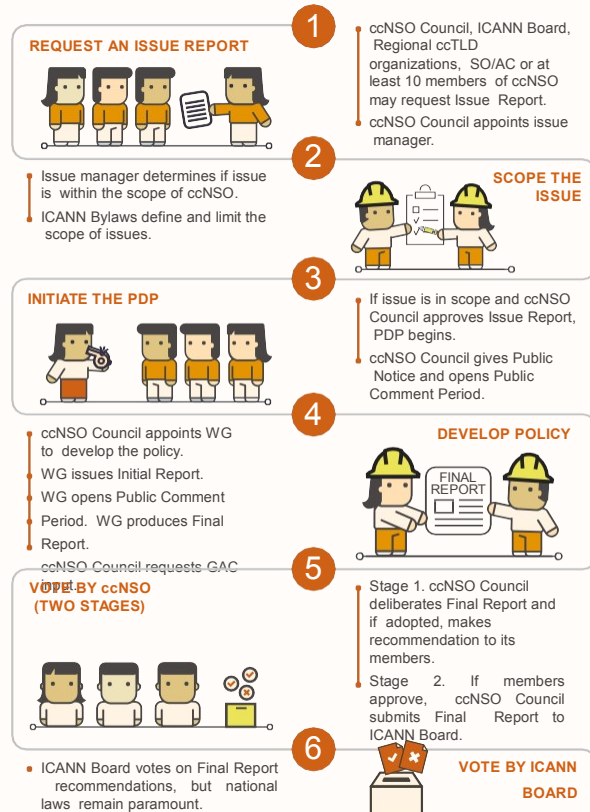 1
REQUEST AN ISSUE REPORT
ccNSO Council, ICANN Board,
Regional ccTLD
organizations, SO/AC or at
least 10 members of ccNSO
may request Issue Report.
ccNSO Council appoints issue
manager.
2
SCOPE THE
ISSUE
Issue manager determines if issue
is within the scope of ccNSO.
ICANN Bylaws define and limit the
scope of issues.
3
INITIATE THE PDP
If issue is in scope and ccNSO
Council approves Issue Report,
PDP begins.
ccNSO Council gives Public
Notice and opens Public
Comment Period.
4
DEVELOP POLICY
FINAL
REPORT
ccNSO Council appoints WG
to develop the policy.
WG issues Initial Report.
WG opens Public Comment
Period. WG produces Final
Report.
ccNSO Council requests GAC
input.
5
VOTE BY ccNSO
(TWO STAGES)
Stage 1. ccNSO Council
deliberates Final Report and
if adopted, makes
recommendation to its
members.
Stage 2. If members
approve, ccNSO Council
submits Final Report to
ICANN Board.
6
VOTE BY ICANN
BOARD
ICANN Board votes on Final Report
recommendations, but national
laws remain paramount.